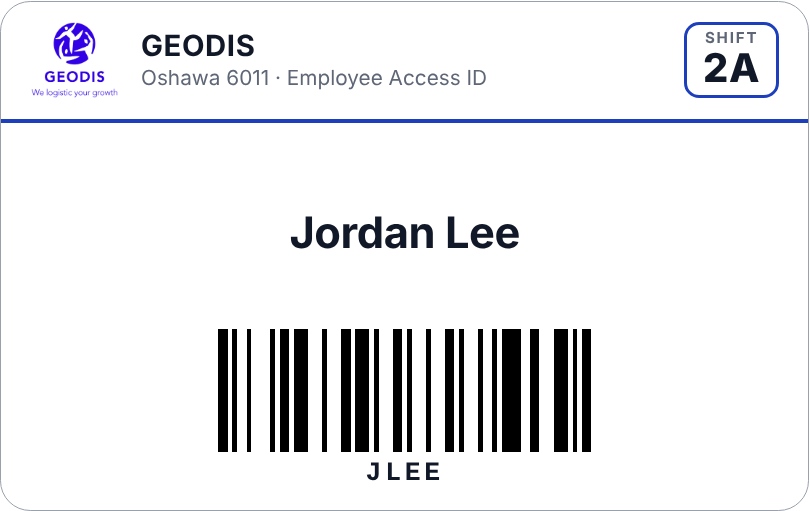 GEODIS
We logistic your growth
GEODIS
Oshawa 6011 · Employee Access ID
SHIFT
2A
Jordan Lee
JLEE